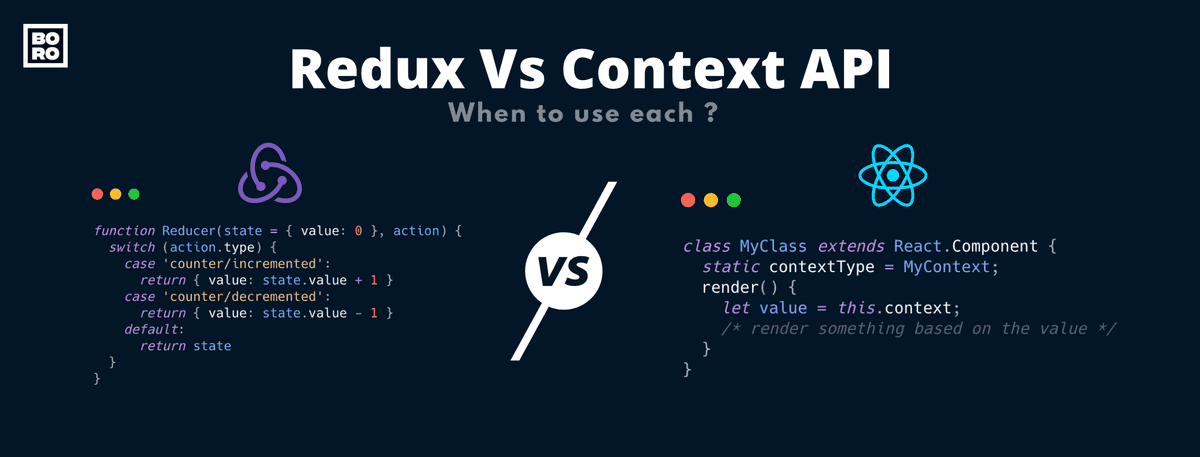 BO
RO
Redux Vs Context API
When to use each ?
function Reducer(state = { value: 0 }, action) {
  switch (action.type) {
    case 'counter/incremented':
      return { value: state.value + 1 }
    case 'counter/decremented':
      return { value: state.value - 1 }
    default:
      return state
  }
}
VS
class MyClass extends React.Component {
  static contextType = MyContext;
  render() {
    let value = this.context;
    /* render something based on the value */
  }
}